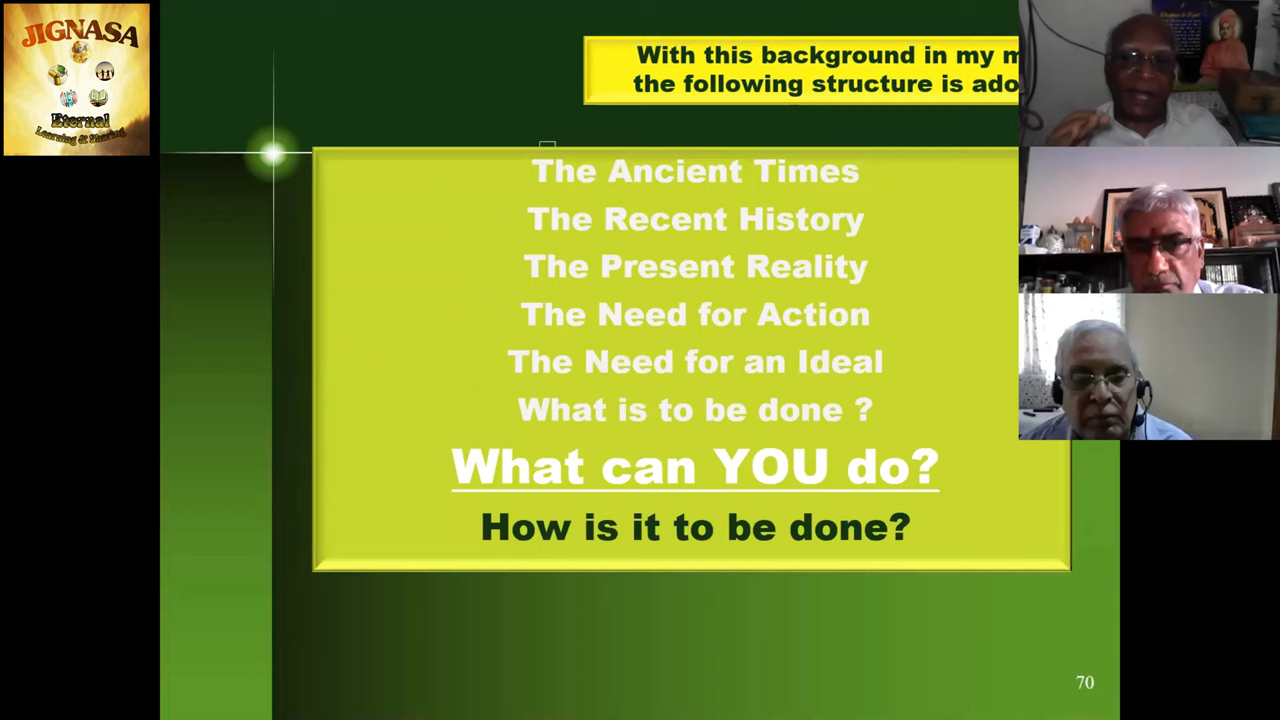 JIGNASA
Eternal
Learning & Sharing
With this background in my m
the following structure is ado
The Ancient Times
The Recent History
The Present Reality
The Need for Action
The Need for an Ideal
What is to be done ?
What can YOU do?
How is it to be done?
70